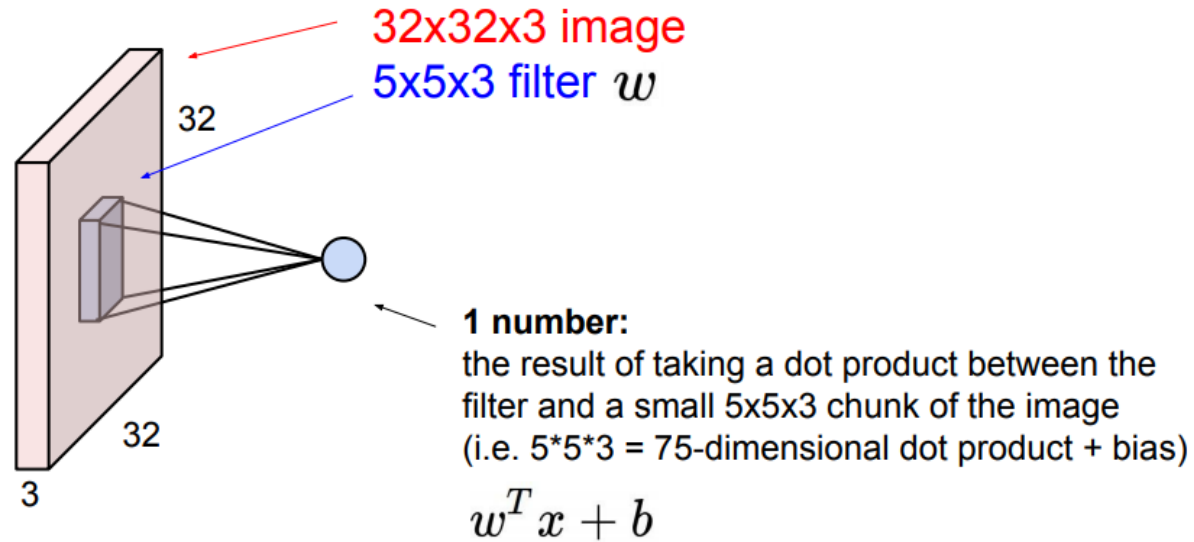 32x32x3 image
5x5x3 filter w
32
32
3
1 number:
the result of taking a dot product between the
filter and a small 5x5x3 chunk of the image
(i.e. 5*5*3 = 75-dimensional dot product + bias)
w^T x + b